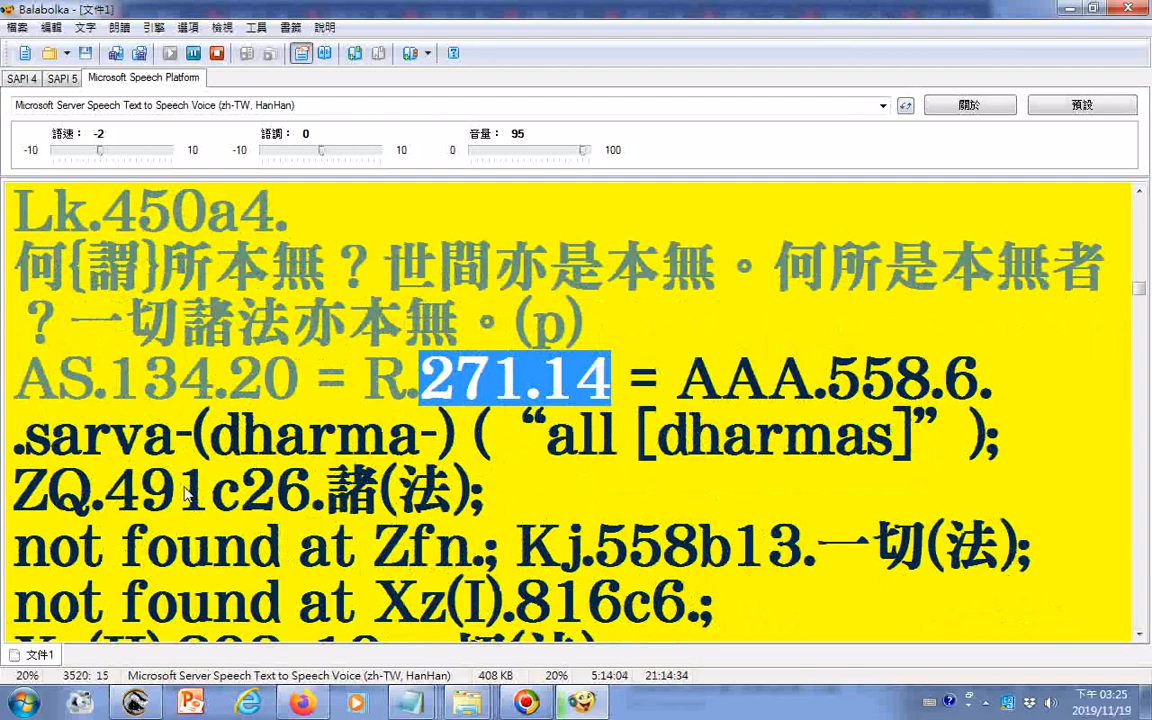 Balabolka - [文件1]
檔案 編輯 文字 朗讀 引擎 選項 檢視 工具 書籤 說明
SAPI 4 SAPI 5 Microsoft Speech Platform
Microsoft Server Speech Text to Speech Voice (zh-TW, HanHan) 關於 預設
語速： -2 語調： 0 音量： 95
-10 10 -10 10 0 100
Lk.450a4.
何{謂}所本無？世間亦是本無。何所是本無者
？一切諸法亦本無。(p)
AS.134.20 = R.271.14 = AAA.558.6.
.sarva-(dharma-) (“all [dharmas]”);
ZQ.491c26.諸(法);
not found at Zfn.; Kj.558b13.一切(法);
not found at Xz(I).816c6.;
文件1
20% 3520: 15 Microsoft Server Speech Text to Speech Voice (zh-TW, HanHan) 408 KB 20% 5:14:04 21:14:34
下午 03:25
2019/11/19